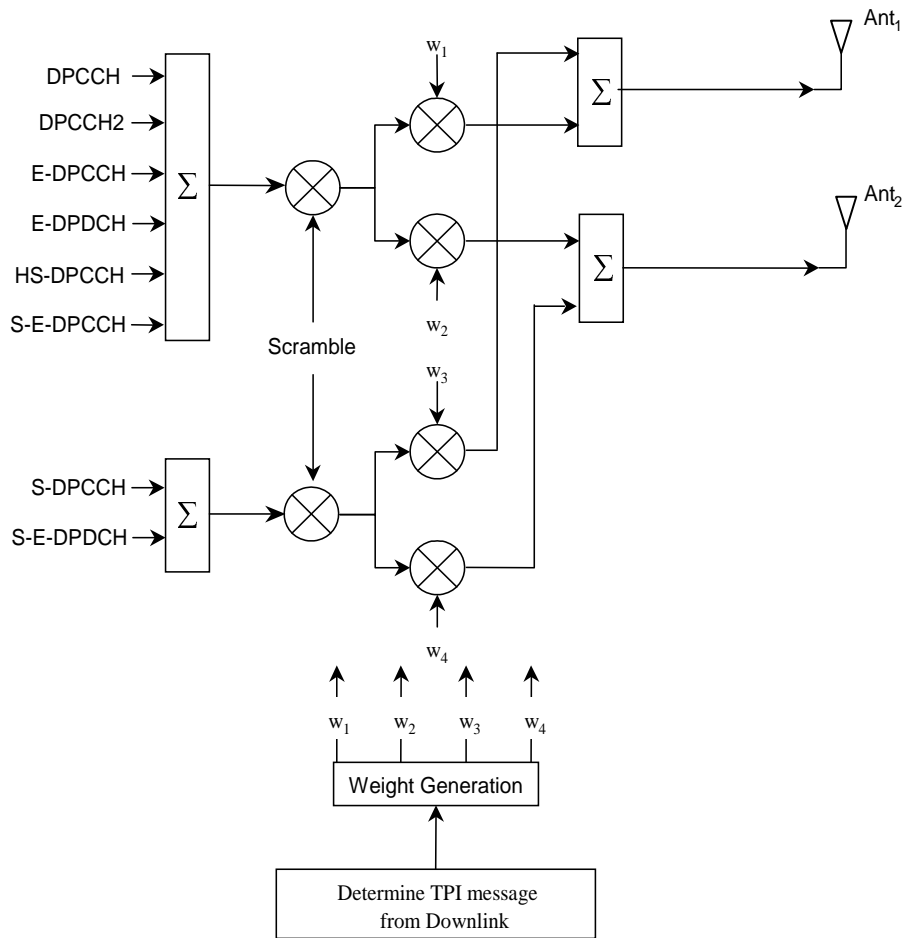 Ant1
w1
DPCCH
Σ
DPCCH2
E-DPCCH
Σ
E-DPDCH
Ant2
HS-DPCCH
Σ
S-E-DPCCH
w2
Scramble
w3
S-DPCCH
Σ
S-E-DPDCH
w4
w1 w2 w3 w4
Weight Generation
Determine TPI message
from Downlink